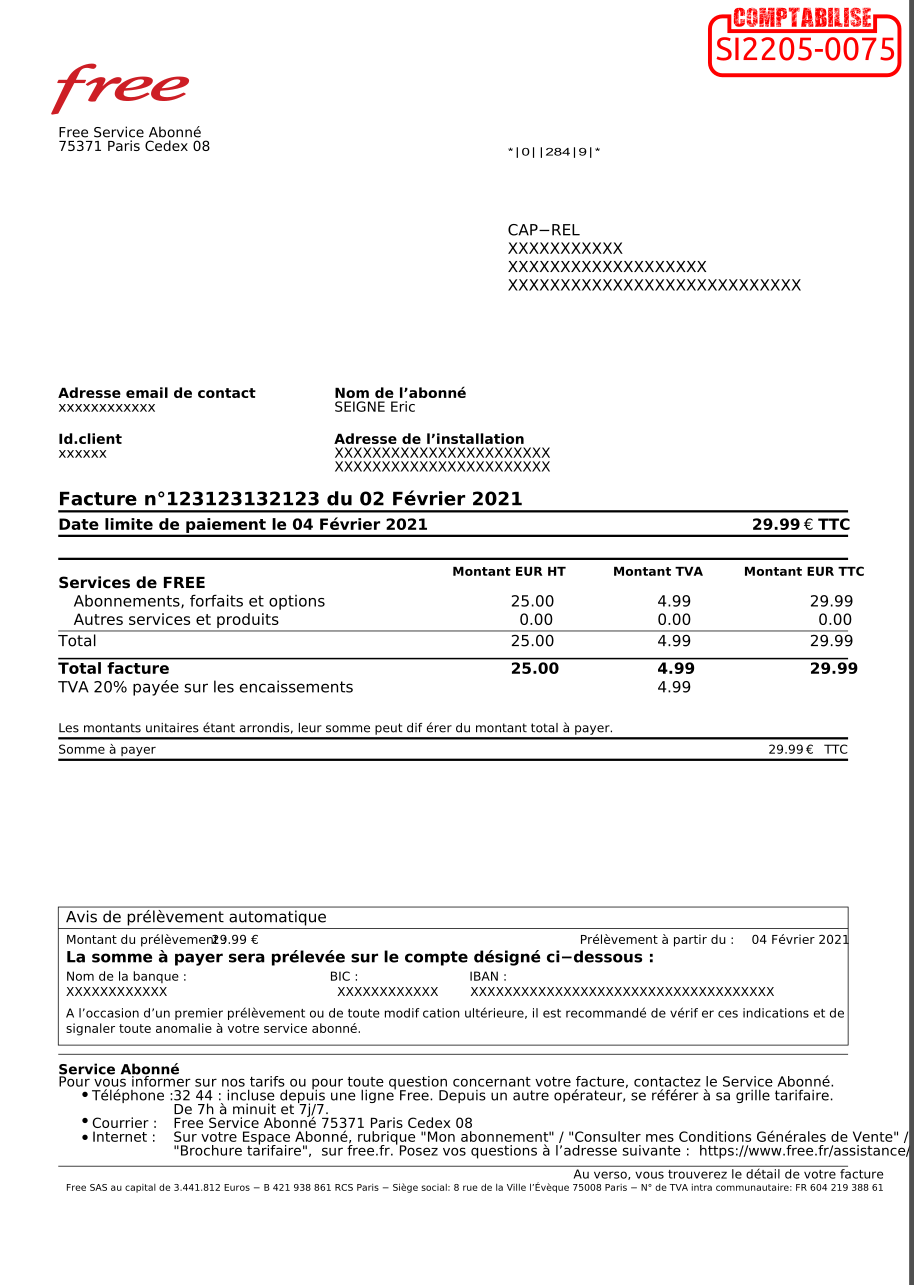 COMPTABILISE
SI2205-0075
free
Free Service Abonné
75371 Paris Cedex 08
*|0||284|9|*
CAP−REL
XXXXXXXXXXX
XXXXXXXXXXXXXXXXXXX
XXXXXXXXXXXXXXXXXXXXXXXXXXXX
Adresse email de contact Nom de l’abonné
xxxxxxxxxxxx SEIGNE Eric
Id.client Adresse de l’installation
xxxxxx XXXXXXXXXXXXXXXXXXXXXXX
XXXXXXXXXXXXXXXXXXXXXXX
Facture n°123123132123 du 02 Février 2021
Date limite de paiement le 04 Février 2021 29.99 € TTC
Montant EUR HT Montant TVA Montant EUR TTC
Services de FREE
Abonnements, forfaits et options 25.00 4.99 29.99
Autres services et produits 0.00 0.00 0.00
Total 25.00 4.99 29.99
Total facture 25.00 4.99 29.99
TVA 20% payée sur les encaissements 4.99
Les montants unitaires étant arrondis, leur somme peut dif érer du montant total à payer.
Somme à payer 29.99 € TTC
Avis de prélèvement automatique
Montant du prélèvement : 29.99 € Prélèvement à partir du : 04 Février 2021
La somme à payer sera prélevée sur le compte désigné ci−dessous :
Nom de la banque : BIC : IBAN :
XXXXXXXXXXXX XXXXXXXXXXXX XXXXXXXXXXXXXXXXXXXXXXXXXXXXXXXXXXXX
A l’occasion d’un premier prélèvement ou de toute modif cation ultérieure, il est recommandé de vérif er ces indications et de
signaler toute anomalie à votre service abonné.
Service Abonné
Pour vous informer sur nos tarifs ou pour toute question concernant votre facture, contactez le Service Abonné.
• Téléphone : 32 44 : incluse depuis une ligne Free. Depuis un autre opérateur, se référer à sa grille tarifaire.
De 7h à minuit et 7j/7.
• Courrier : Free Service Abonné 75371 Paris Cedex 08
• Internet : Sur votre Espace Abonné, rubrique "Mon abonnement" / "Consulter mes Conditions Générales de Vente" /
"Brochure tarifaire", sur free.fr. Posez vos questions à l’adresse suivante : https://www.free.fr/assistance/
Au verso, vous trouverez le détail de votre facture
Free SAS au capital de 3.441.812 Euros − B 421 938 861 RCS Paris − Siège social: 8 rue de la Ville l’Évèque 75008 Paris − N° de TVA intra communautaire: FR 604 219 388 61